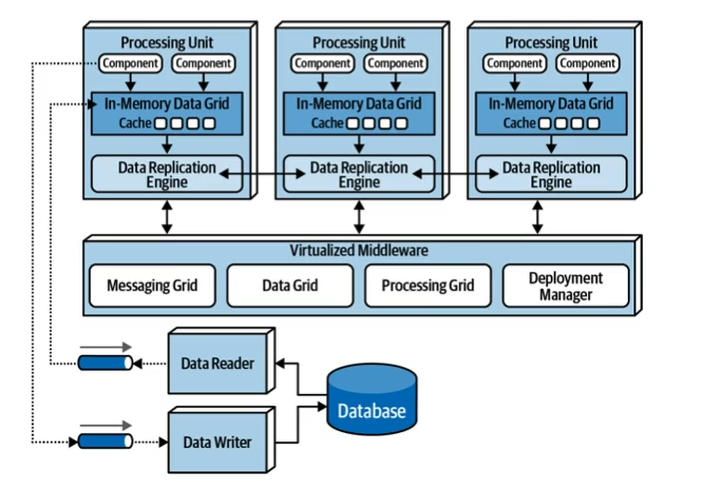 Processing Unit
Component Component
In-Memory Data Grid
Cache
Data Replication
Engine
Processing Unit
Component Component
In-Memory Data Grid
Cache
Data Replication
Engine
Processing Unit
Component Component
In-Memory Data Grid
Cache
Data Replication
Engine
Virtualized Middleware
Messaging Grid
Data Grid
Processing Grid
Deployment
Manager
Data Reader
Database
Data Writer